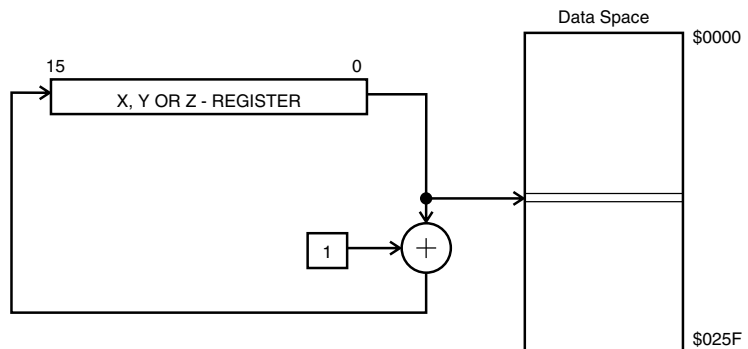 Data Space
$0000
15 0
X, Y OR Z - REGISTER
1
+
$025F